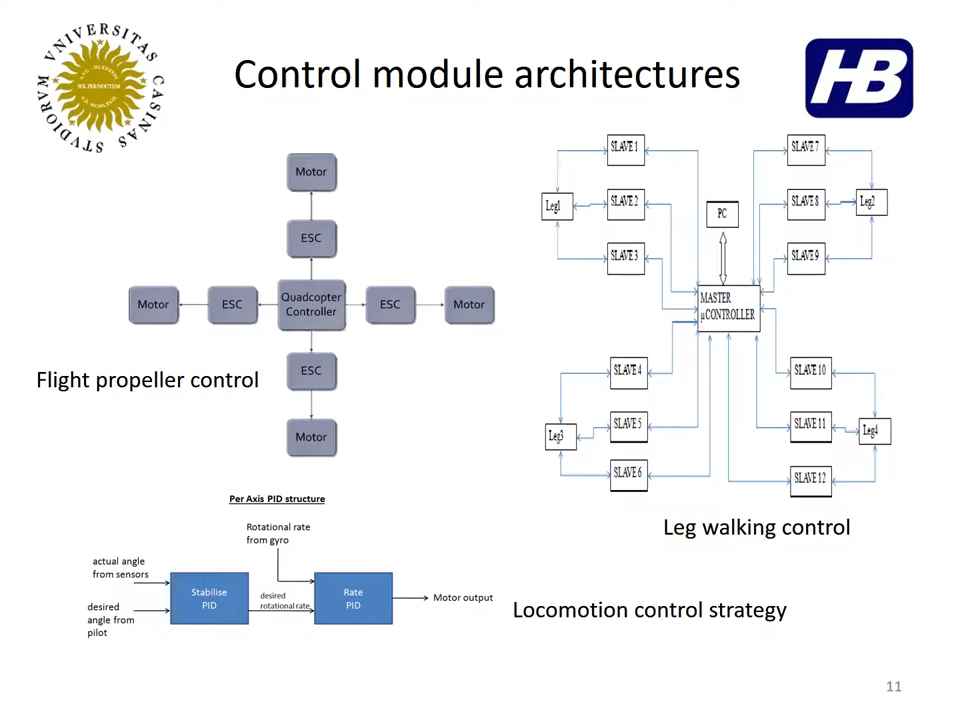 VNIVERSITAS CASINAS STVDIORVM
SOL PER NOCTEM
Control module architectures
HB
Motor
ESC
Motor
ESC
Quadcopter
Controller
ESC
Motor
ESC
Motor
Flight propeller control
SLAVE 1
SLAVE 2
SLAVE 3
Leg1
PC
SLAVE 7
SLAVE 8
SLAVE 9
Leg2
MASTER
µCONTROLLER
SLAVE 4
SLAVE 5
SLAVE 6
Leg3
SLAVE 10
SLAVE 11
SLAVE 12
Leg4
Leg walking control
Per Axis PID structure
Rotational rate
from gyro
actual angle
from sensors
desired
angle from
pilot
Stabilise
PID
desired
rotational rate
Rate
PID
Motor output
Locomotion control strategy
11